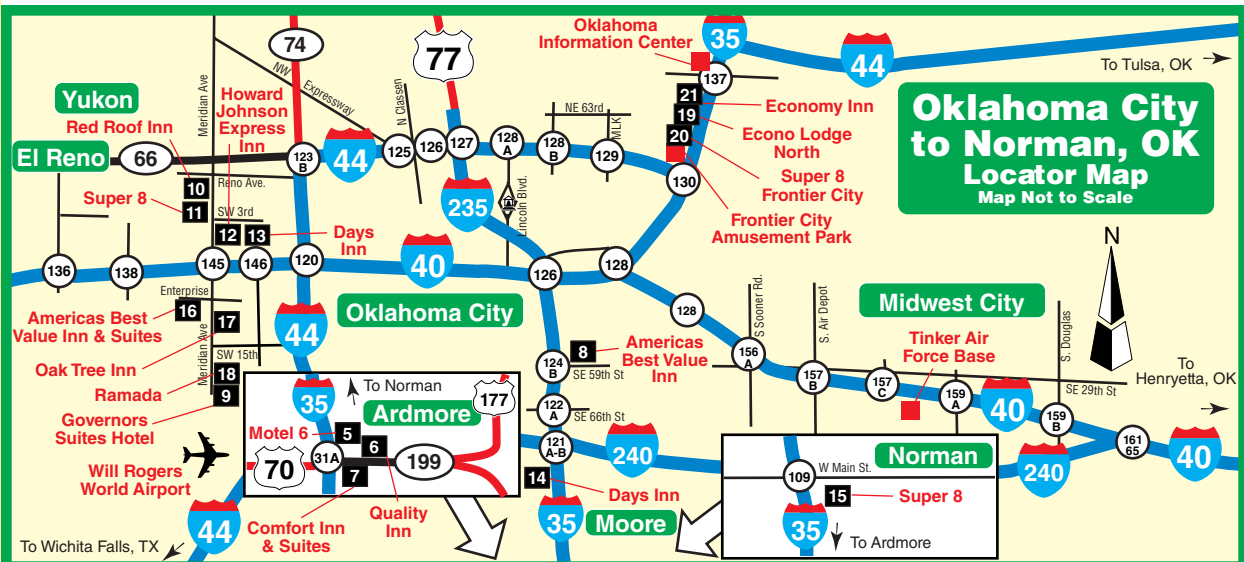 Oklahoma City
to Norman, OK
Locator Map
Map Not to Scale
Oklahoma
Information Center
35
44
To Tulsa, OK
137
74
77
NW Expressway
N Classen
Meridian Ave
Yukon
Red Roof Inn
Howard
Johnson
Express
Inn
El Reno
66
123
B
44
125
126
127
128
A
128
B
129
NE 63rd
MLK
130
21
Economy Inn
19
Econo Lodge
North
20
Super 8
Frontier City
Frontier City
Amusement Park
10
Reno Ave.
Super 8
11
SW 3rd
12
13
Days
Inn
235
Lincoln Blvd.
136
138
145
146
120
40
126
128
128
N
Enterprise
16
Americas Best
Value Inn & Suites
17
Oak Tree Inn
Meridian Ave
SW 15th
18
Ramada
9
Governors
Suites Hotel
44
Oklahoma City
8
Americas
Best Value
Inn
124
B
SE 59th St
122
A
SE 66th St
121
A-B
240
S Sooner Rd.
S. Air Depot
Midwest City
S. Douglas
Tinker Air
Force Base
156
A
157
B
157
C
159
A
40
159
B
SE 29th St
161
65
40
240
To
Henryetta, OK
Will Rogers
World Airport
44
To Wichita Falls, TX
To Norman
35
Ardmore
177
Motel 6
5
6
70
31A
7
199
Comfort Inn
& Suites
Quality
Inn
14
Days Inn
35
Moore
Norman
109
W Main St.
15
Super 8
35
To Ardmore